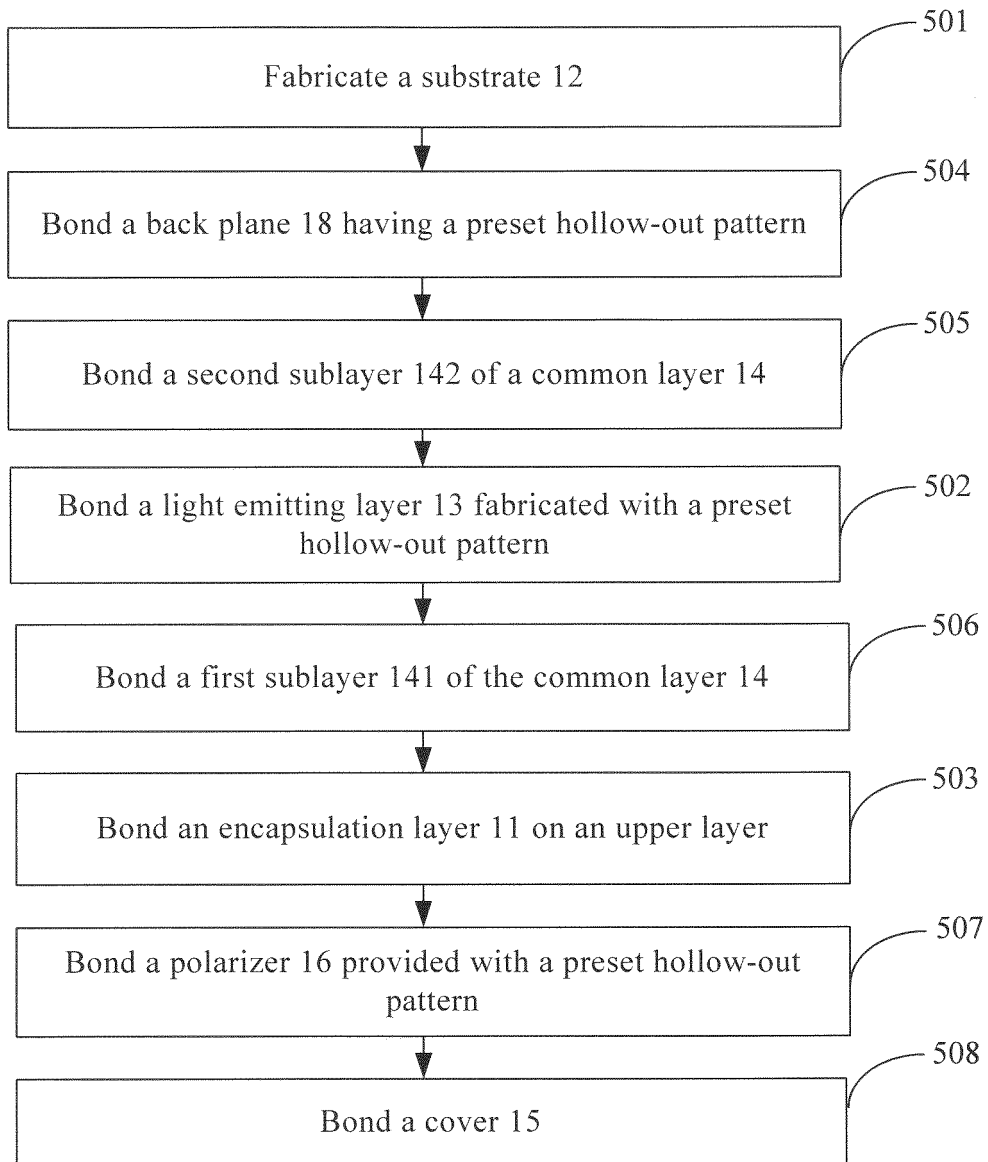 501
Fabricate a substrate 12
504
Bond a back plane 18 having a preset hollow-out pattern
505
Bond a second sublayer 142 of a common layer 14
502
Bond a light emitting layer 13 fabricated with a preset
hollow-out pattern
506
Bond a first sublayer 141 of the common layer 14
503
Bond an encapsulation layer 11 on an upper layer
507
Bond a polarizer 16 provided with a preset hollow-out
pattern
508
Bond a cover 15